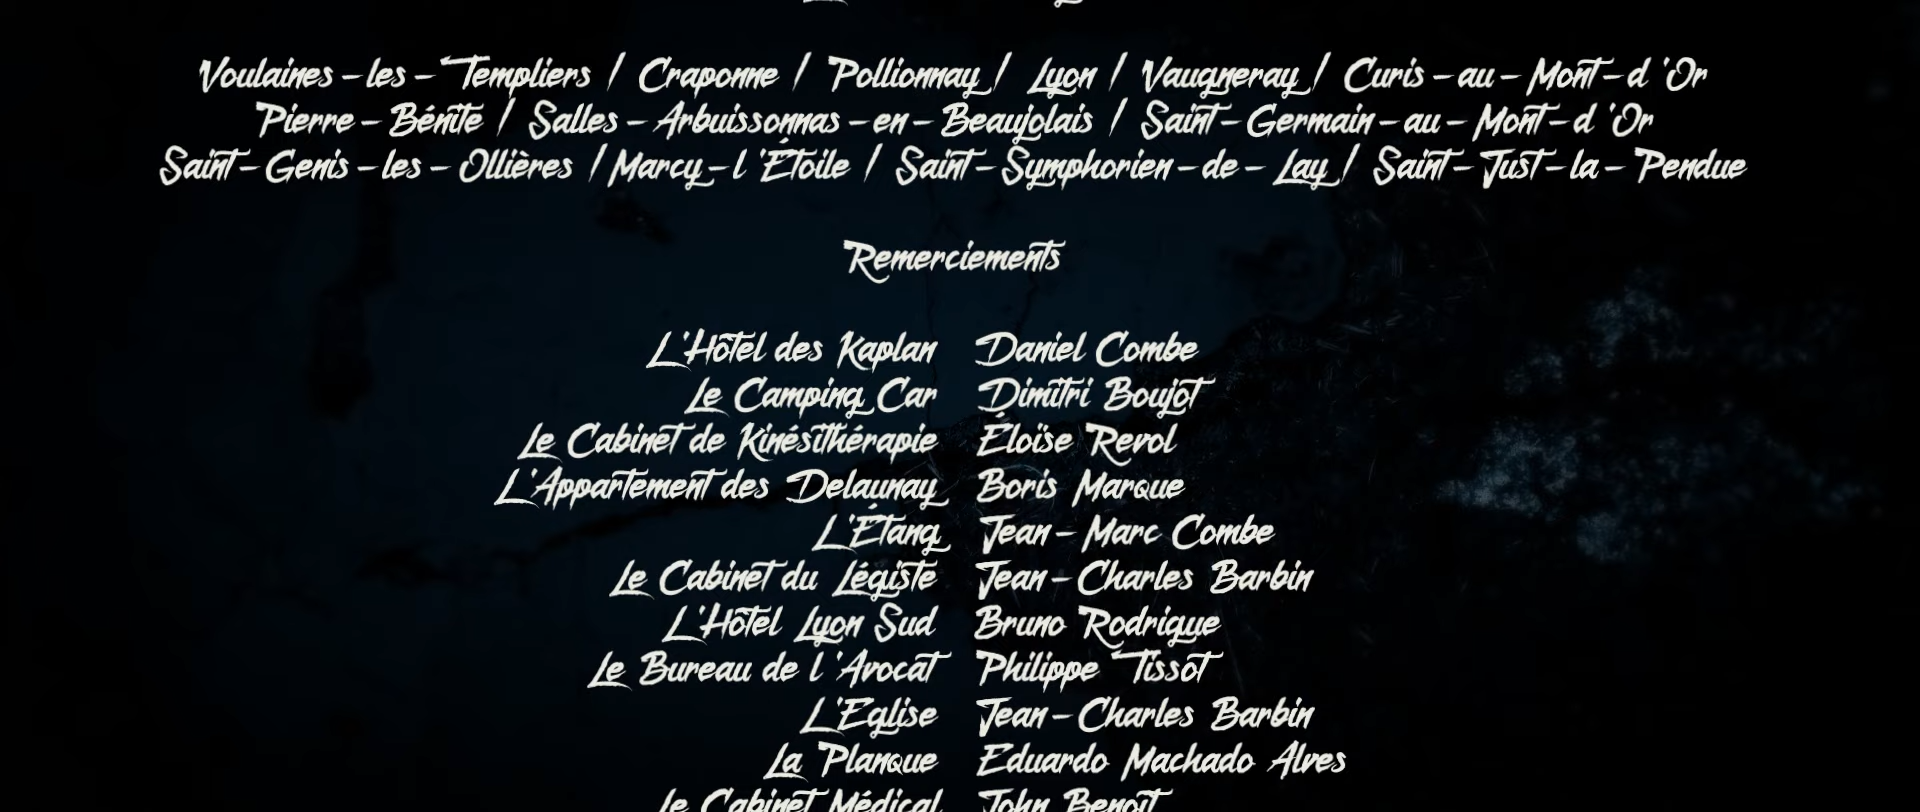 Voulaines-les-Templiers / Craponne / Pollionnay / Lyon / Vaugneray / Curis-au-Mont-d'Or
Pierre-Bénite / Salles-Arbuissonnas-en-Beaujolais / Saint-Germain-au-Mont-d'Or
Saint-Genis-les-Ollières / Marcy-l'Étoile / Saint-Symphorien-de-Lay / Saint-Just-la-Pendue
Remerciements
L'Hôtel des Kaplan Daniel Combe
Le Camping Car Dimitri Boujot
Le Cabinet de Kinésithérapie Éloïse Revol
L'Appartement des Delaunay Boris Marque
L'Étang Jean-Marc Combe
Le Cabinet du Légiste Jean-Charles Barbin
L'Hôtel Lyon Sud Bruno Rodrigue
Le Bureau de l'Avocat Philippe Tissot
L'Eglise Jean-Charles Barbin
La Planque Eduardo Machado Alves
Le Cabinet Médical John Benoit